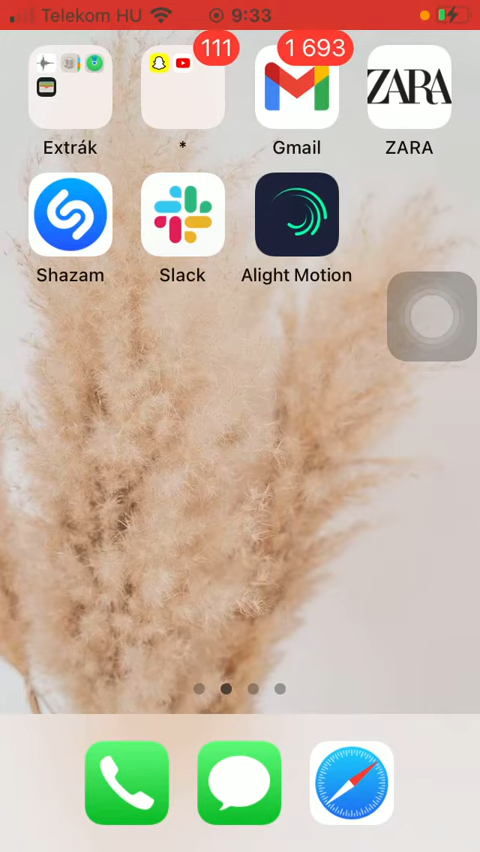 Telekom HU 9:33
111
1 693
ZARA
Extrák * Gmail ZARA
Shazam Slack Alight Motion